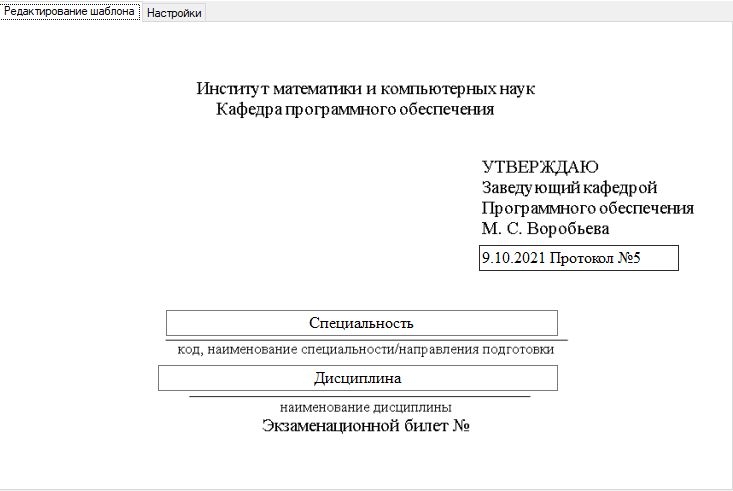 Редактирование шаблона
Настройки
Институт математики и компьютерных наук
Кафедра программного обеспечения
УТВЕРЖДАЮ
Заведующий кафедрой
Программного обеспечения
М. С. Воробьева
9.10.2021 Протокол №5
Специальность
код, наименование специальности/направления подготовки
Дисциплина
наименование дисциплины
Экзаменационной билет №